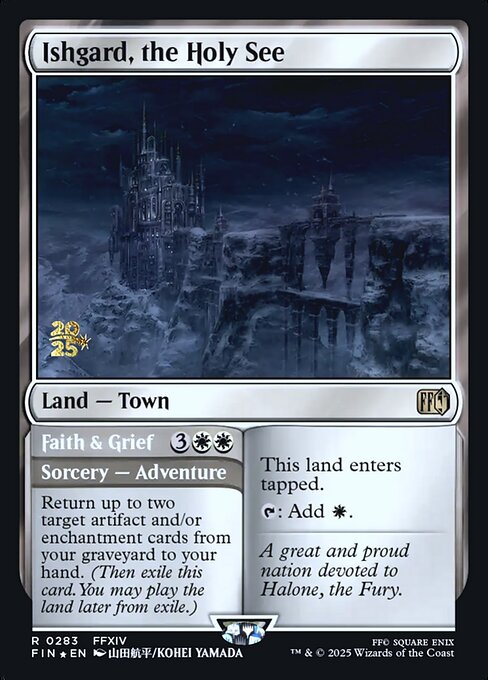 Ishgard, the Holy See
20
25
Land — Town
FF
Faith & Grief 3
Sorcery — Adventure
Return up to two
target artifact and/or
enchantment cards from
your graveyard to your
hand. (Then exile this
card. You may play the
land later from exile.)
This land enters
tapped.
: Add .
A great and proud
nation devoted to
Halone, the Fury.
R 0283 FFXIV
FIN★EN 山田航平/KOHEI YAMADA
FF© SQUARE ENIX
™ & © 2025 Wizards of the Coast